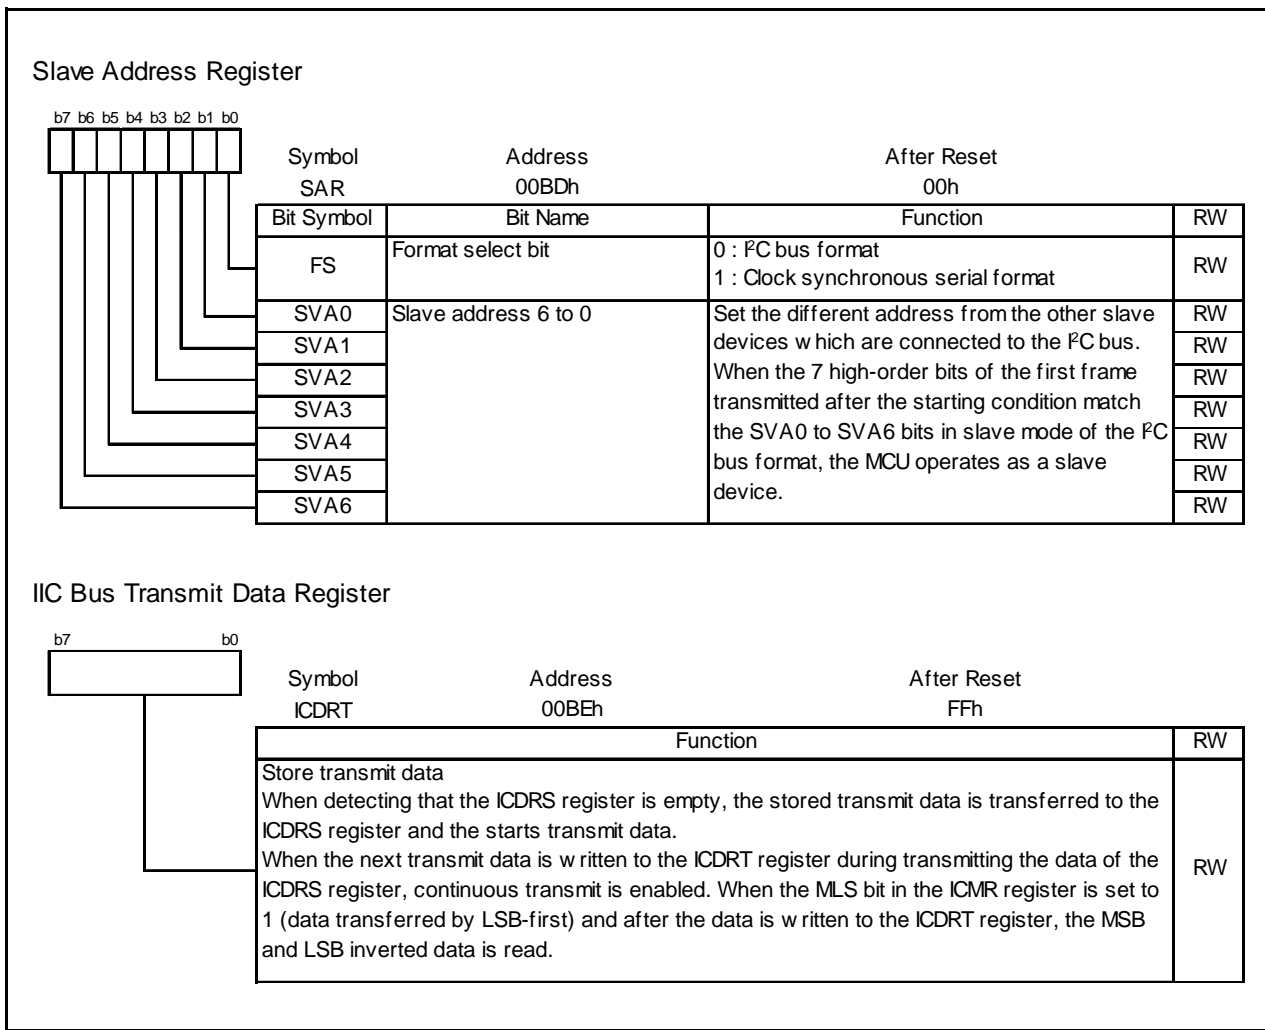 Slave Address Register
b7 b6 b5 b4 b3 b2 b1 b0
Symbol Address After Reset
SAR 00BDh 00h
Bit Symbol Bit Name Function RW
FS Format select bit 0 : I²C bus format RW
1 : Clock synchronous serial format
SVA0 Slave address 6 to 0 Set the different address from the other slave RW
SVA1 devices which are connected to the I²C bus. RW
SVA2 When the 7 high-order bits of the first frame RW
SVA3 transmitted after the starting condition match RW
SVA4 the SVA0 to SVA6 bits in slave mode of the I²C RW
SVA5 bus format, the MCU operates as a slave RW
SVA6 device. RW
IIC Bus Transmit Data Register
b7 b0
Symbol Address After Reset
ICDRT 00BEh FFh
Function RW
Store transmit data
When detecting that the ICDRS register is empty, the stored transmit data is transferred to the
ICDRS register and the starts transmit data.
When the next transmit data is written to the ICDRT register during transmitting the data of the
ICDRS register, continuous transmit is enabled. When the MLS bit in the ICMR register is set to RW
1 (data transferred by LSB-first) and after the data is written to the ICDRT register, the MSB
and LSB inverted data is read.